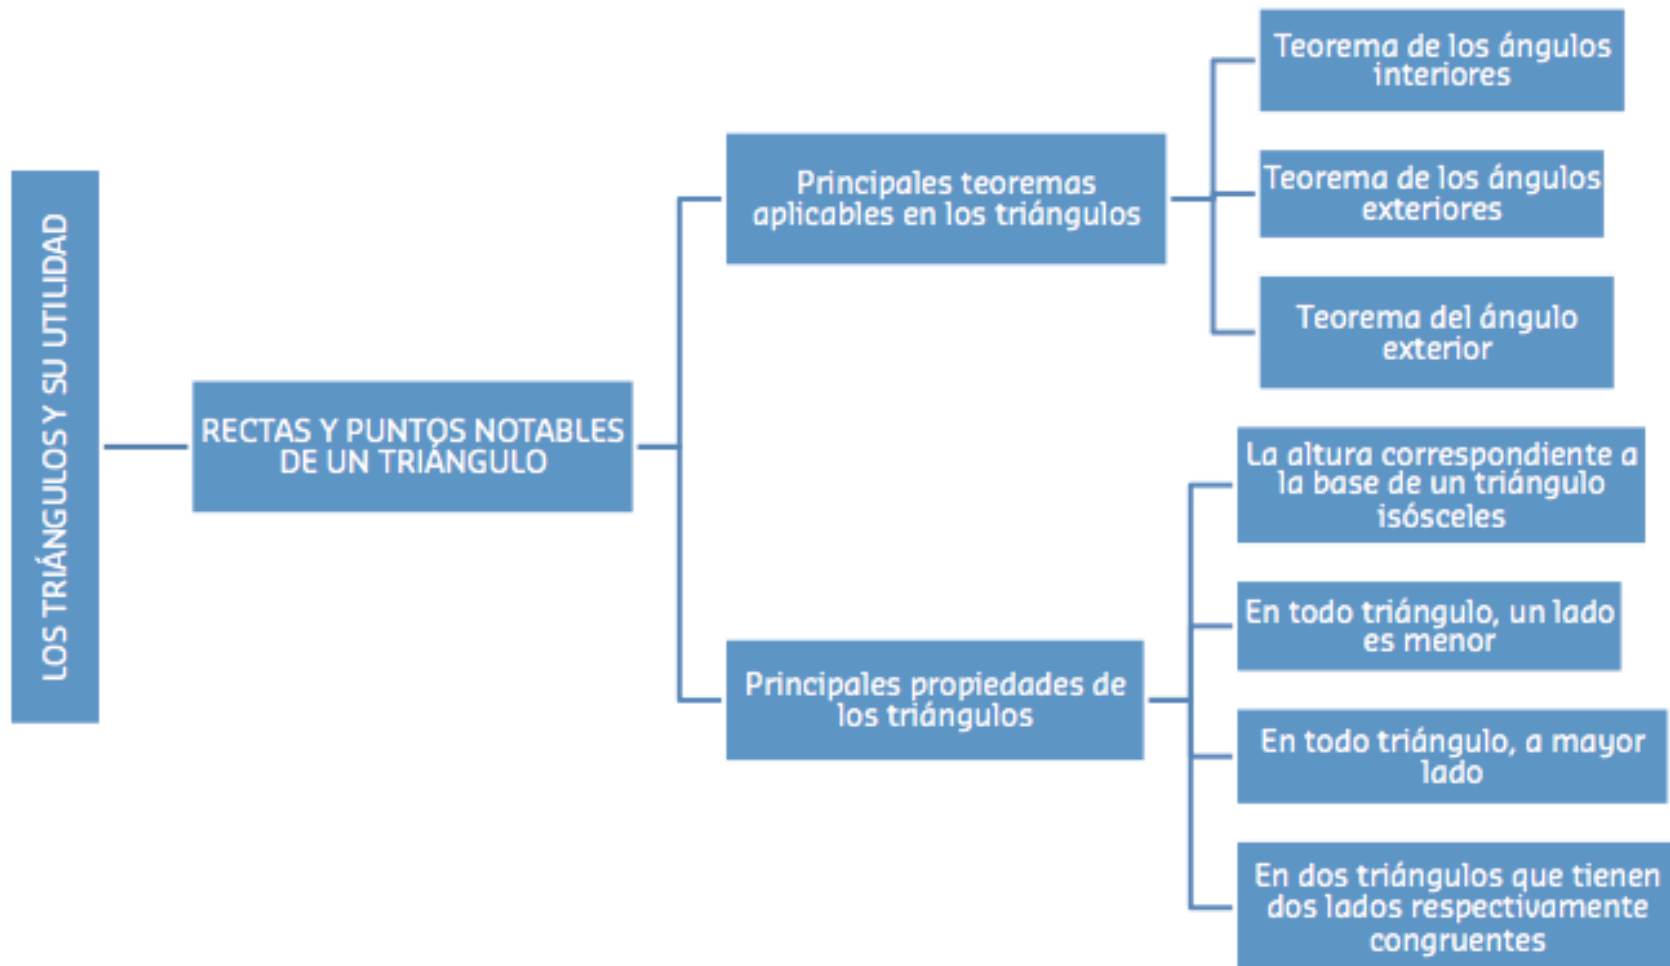 LOS TRIÁNGULOS Y SU UTILIDAD
RECTAS Y PUNTOS NOTABLES
DE UN TRIÁNGULO
Principales teoremas
aplicables en los triángulos
Teorema de los ángulos
interiores
Teorema de los ángulos
exteriores
Teorema del ángulo
exterior
Principales propiedades de
los triángulos
La altura correspondiente a
la base de un triángulo
isósceles
En todo triángulo, un lado
es menor
En todo triángulo, a mayor
lado
En dos triángulos que tienen
dos lados respectivamente
congruentes